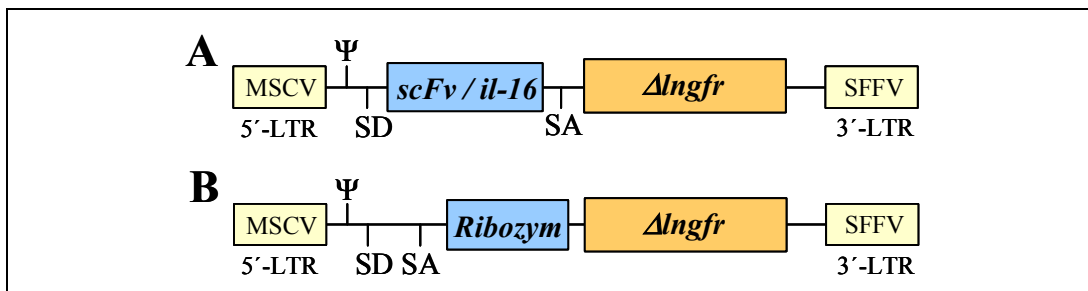 A
Ψ
MSCV scFv / il-16 Δlngfr SFFV
5´-LTR SD SA 3´-LTR
B
Ψ
MSCV Ribozym Δlngfr SFFV
5´-LTR SD SA 3´-LTR